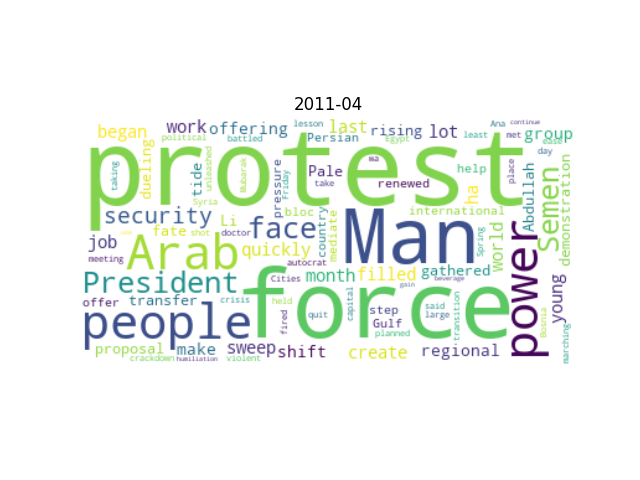 2011-04
began
work
offering
last
rising
lot
lesson
Ana
continue
least
met
group
ease
political
battled
Persian
Egypt
day
protest
taking
dueling
tide
unleashed
Mubarak
Friday
pressure
Pale
take
renewed
ha
help
place
Syria
security
Li
face
bloc
country
mediate
international
Abdullah
Semen
demonstration
job
fate
shot
doctor
quickly
Man
Spring
World
Arab
meeting
autocrat
President
Cities
month
filled
gathered
beverage
power
young
offer
transfer
crisis
held
people
force
fired
quit
capital
step
Gulf
planned
said
large
transition
gain
Bosnia
marching
proposal
make
sweep
shift
create
regional
crackdown
humiliation
violent